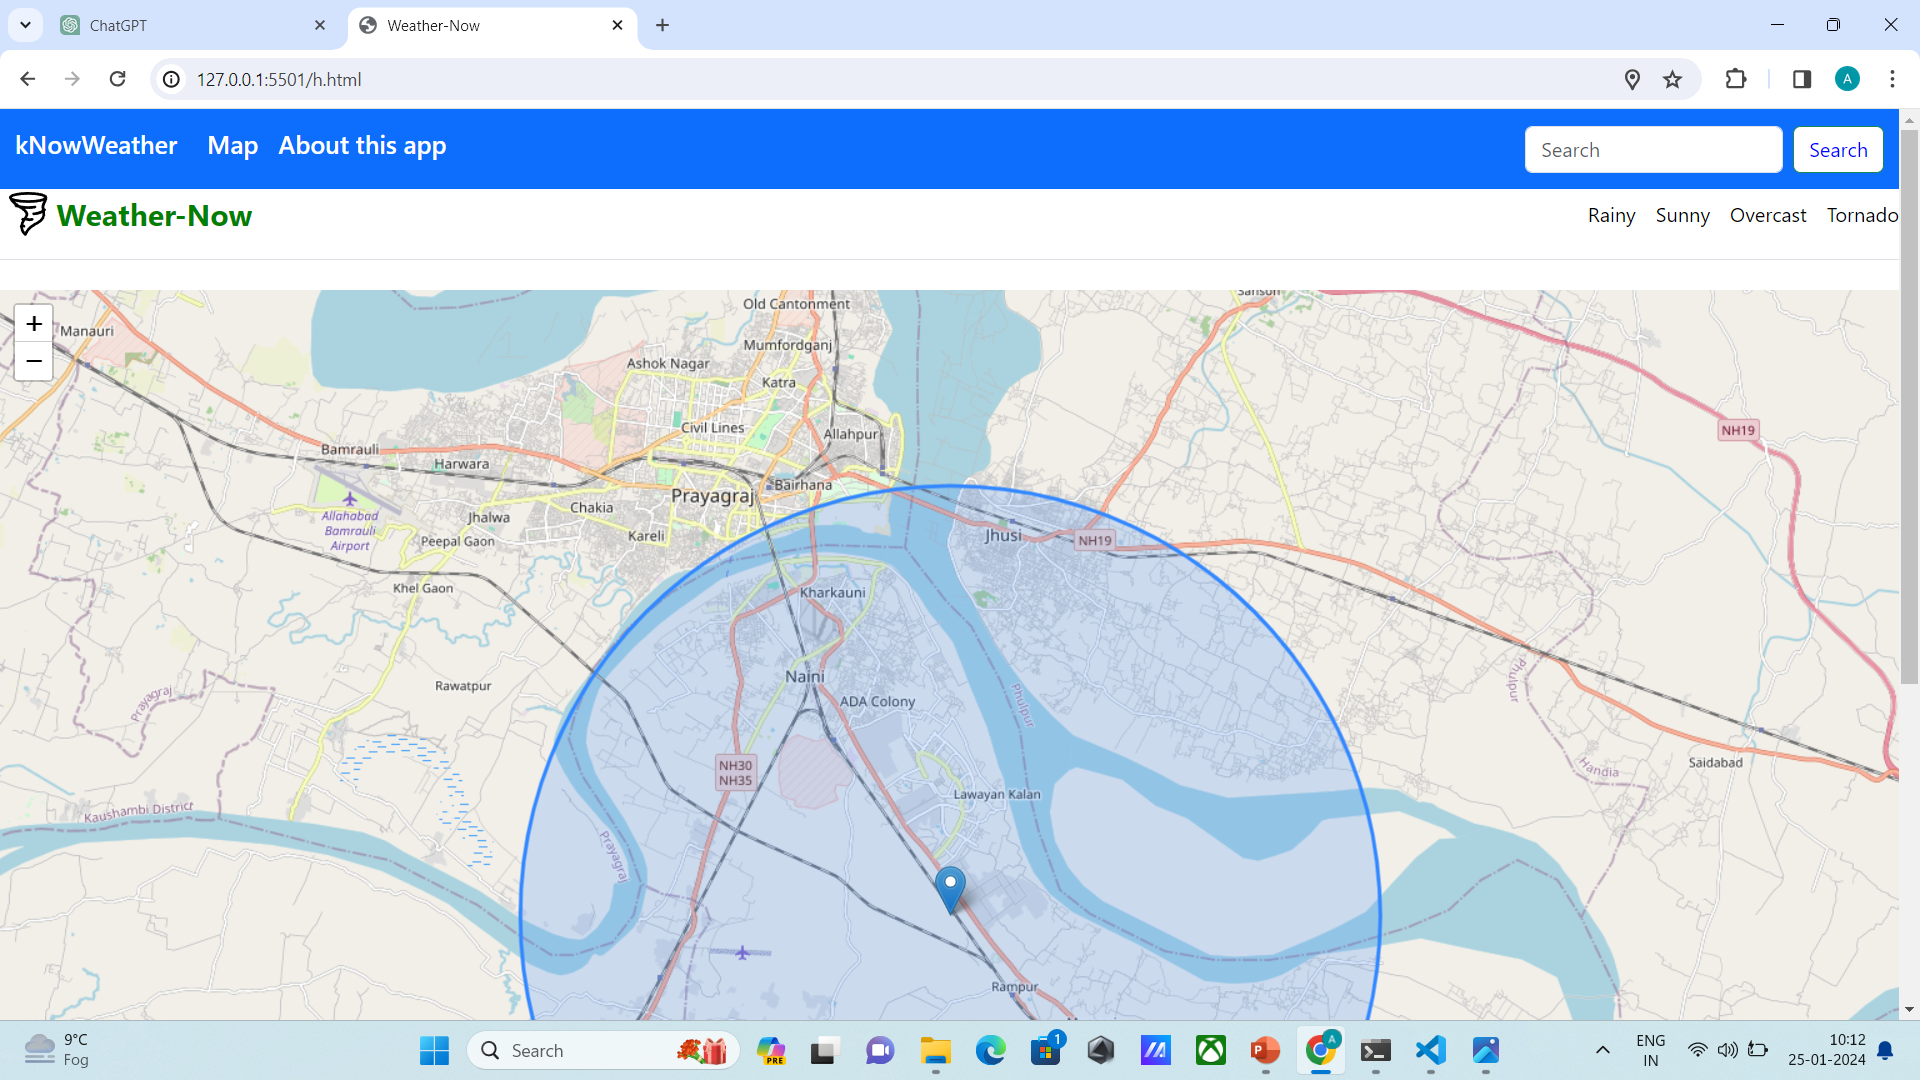 ChatGPT
Weather-Now
127.0.0.1:5501/h.html
A
kNowWeather Map About this app
Search
Search
Weather-Now
Rainy Sunny Overcast Tornado
+
−
Manauri
Old Cantonment
Mumfordganj
Ashok Nagar
Katra
Civil Lines
Allahpur
NH19
Bamrauli
Harwara
Bairhana
Prayagraj
Chakia
Jhalwa
Allahabad
Bamrauli
Airport
Kareli
Peepal Gaon
Jhusi
NH19
Khel Gaon
Kharkauni
Naini
Rawatpur
ADA Colony
Prayagraj
Phulpur
Phulpur
NH30
NH35
Saidabad
Handia
Lawayan Kalan
Kaushambi District
Prayagraj
Rampur
9°C
Fog
Search
PRE
1
A
ENG
IN
10:12
25-01-2024